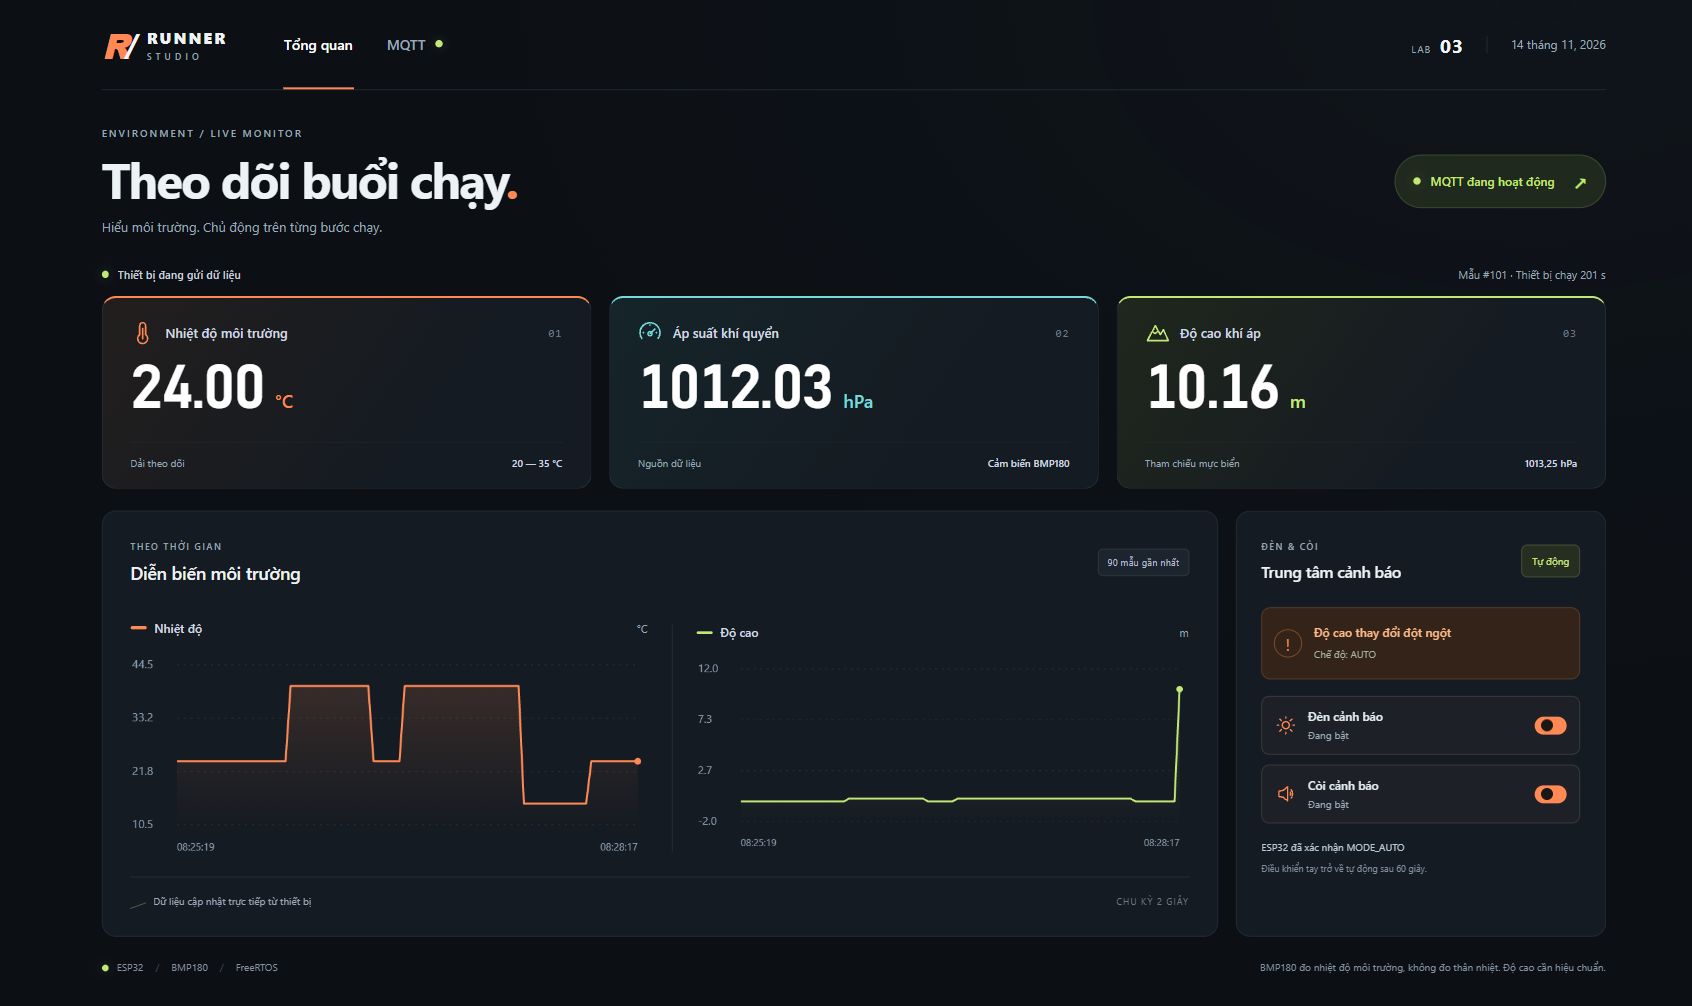 RUNNER
STUDIO
Tổng quan
MQTT
LAB 03
14 tháng 11, 2026
ENVIRONMENT / LIVE MONITOR
Theo dõi buổi chạy.
Hiểu môi trường. Chủ động trên từng bước chạy.
MQTT đang hoạt động ↗
Thiết bị đang gửi dữ liệu
Mẫu #101 · Thiết bị chạy 201 s
Nhiệt độ môi trường
01
24.00 °C
Dải theo dõi
20 — 35 °C
Áp suất khí quyển
02
1012.03 hPa
Nguồn dữ liệu
Cảm biến BMP180
Độ cao khí áp
03
10.16 m
Tham chiếu mực biển
1013,25 hPa
THEO THỜI GIAN
Diễn biến môi trường
90 mẫu gần nhất
Nhiệt độ
°C
44.5
33.2
21.8
10.5
08:25:19
08:28:17
Độ cao
m
12.0
7.3
2.7
-2.0
08:25:19
08:28:17
Dữ liệu cập nhật trực tiếp từ thiết bị
CHU KỲ 2 GIÂY
ĐÈN & CÒI
Trung tâm cảnh báo
Tự động
!
Độ cao thay đổi đột ngột
Chế độ: AUTO
Đèn cảnh báo
Đang bật
Còi cảnh báo
Đang bật
ESP32 đã xác nhận MODE_AUTO
Điều khiển tay trở về tự động sau 60 giây.
ESP32 / BMP180 / FreeRTOS
BMP180 đo nhiệt độ môi trường, không đo thân nhiệt. Độ cao cần hiệu chuẩn.